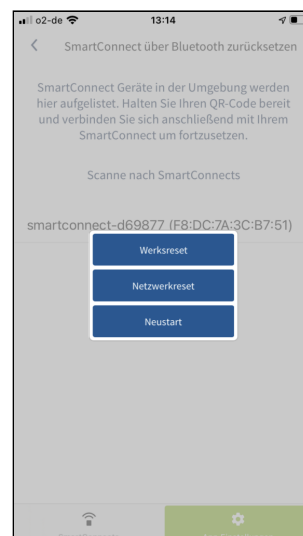 o2-de 13:14
SmartConnect über Bluetooth zurücksetzen
SmartConnect Geräte in der Umgebung werden
hier aufgelistet. Halten Sie Ihren QR-Code bereit
und verbinden Sie sich anschließend mit Ihrem
SmartConnect um fortzusetzen.
Scanne nach SmartConnects
smartconnect-d69877 (F8:DC:7A:3C:B7:51)
Werksreset
Netzwerkreset
Neustart